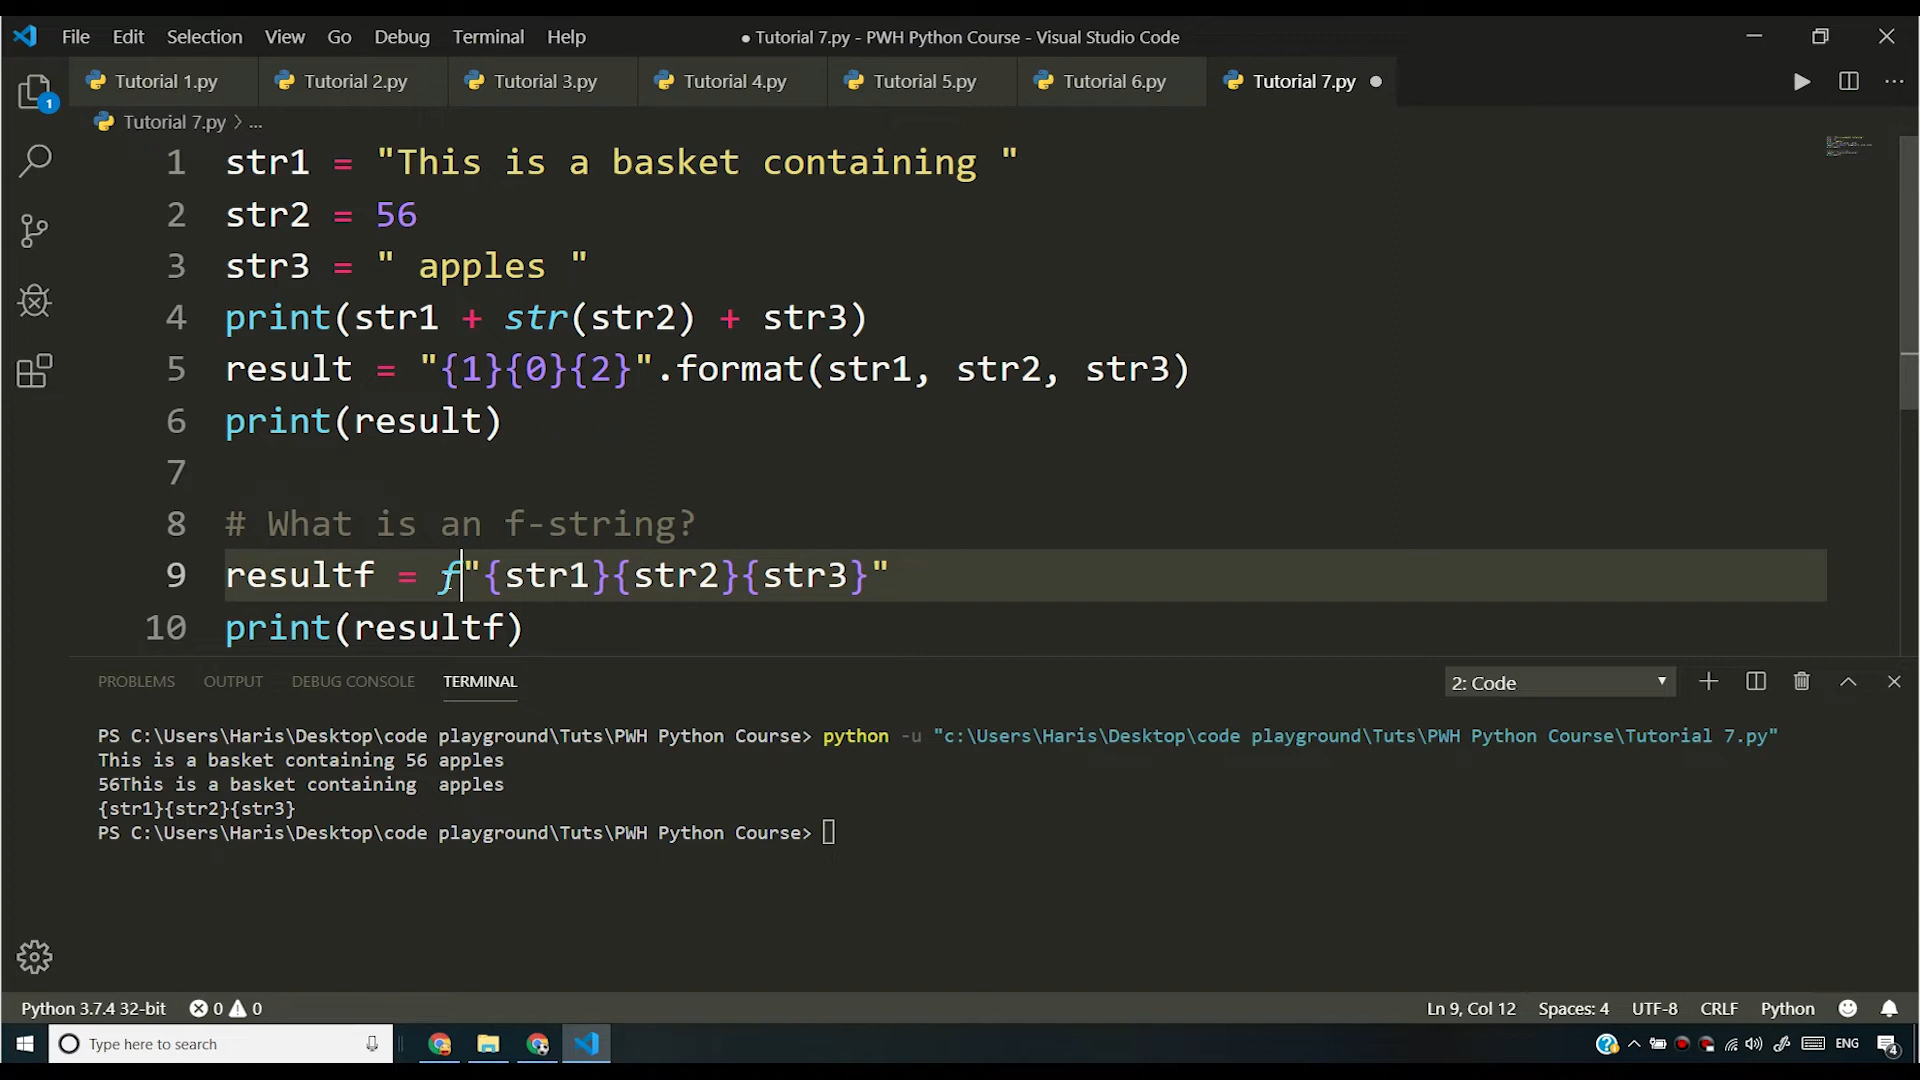 File Edit Selection View Go Debug Terminal Help
● Tutorial 7.py - PWH Python Course - Visual Studio Code
Tutorial 1.py Tutorial 2.py Tutorial 3.py Tutorial 4.py Tutorial 5.py Tutorial 6.py Tutorial 7.py ●
1
Tutorial 7.py > ...
1 str1 = "This is a basket containing "
2 str2 = 56
3 str3 = " apples "
4 print(str1 + str(str2) + str3)
5 result = "{1}{0}{2}".format(str1, str2, str3)
6 print(result)
7
8 # What is an f-string?
9 resultf = f"{str1}{str2}{str3}"
10 print(resultf)
PROBLEMS OUTPUT DEBUG CONSOLE TERMINAL 2: Code
PS C:\Users\Haris\Desktop\code playground\Tuts\PWH Python Course> python -u "c:\Users\Haris\Desktop\code playground\Tuts\PWH Python Course\Tutorial 7.py"
This is a basket containing 56 apples
56This is a basket containing  apples
{str1}{str2}{str3}
PS C:\Users\Haris\Desktop\code playground\Tuts\PWH Python Course>
Python 3.7.4 32-bit 0 0 Ln 9, Col 12 Spaces: 4 UTF-8 CRLF Python
Type here to search ENG 4